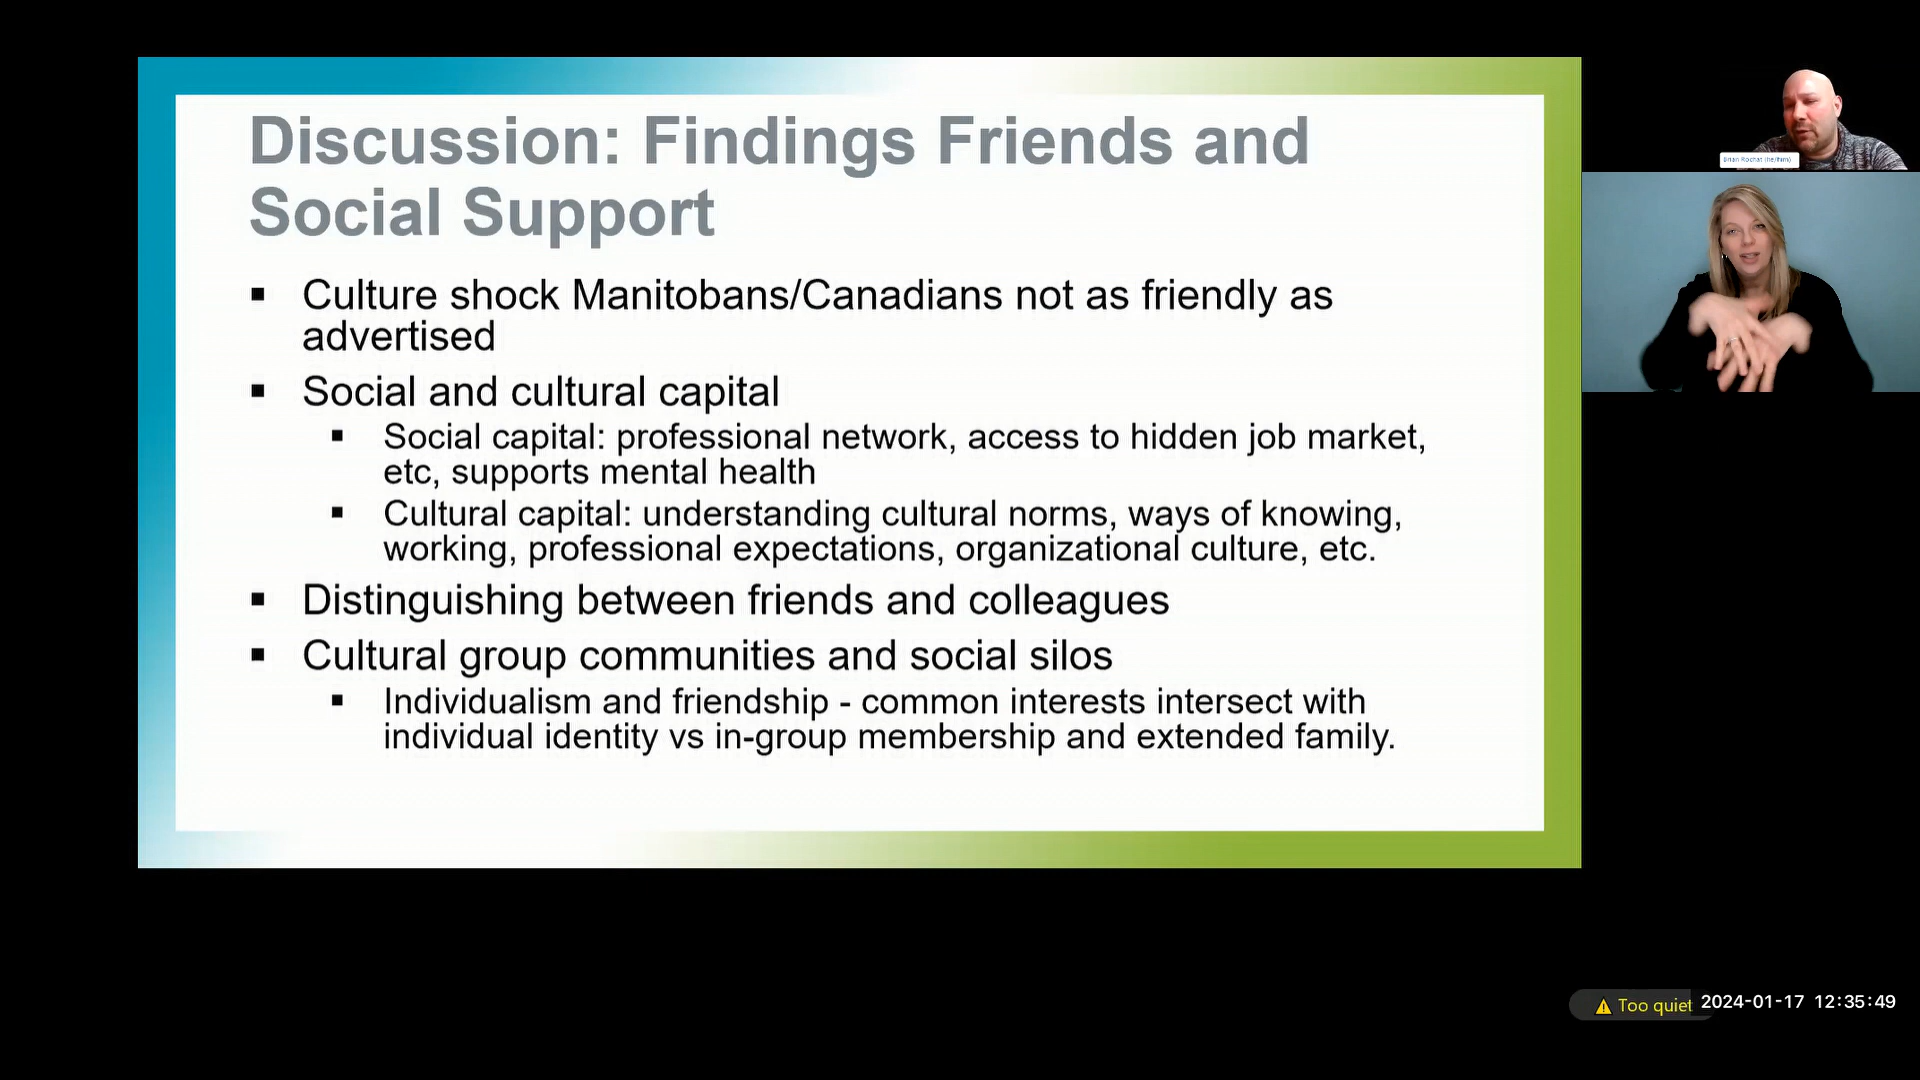 Discussion: Findings Friends and
Social Support
▪ Culture shock Manitobans/Canadians not as friendly as
advertised
▪ Social and cultural capital
▪ Social capital: professional network, access to hidden job market,
etc, supports mental health
▪ Cultural capital: understanding cultural norms, ways of knowing,
working, professional expectations, organizational culture, etc.
▪ Distinguishing between friends and colleagues
▪ Cultural group communities and social silos
▪ Individualism and friendship - common interests intersect with
individual identity vs in-group membership and extended family.
Brian Rochat (he/him)
Too quiet
2024-01-17 12:35:49